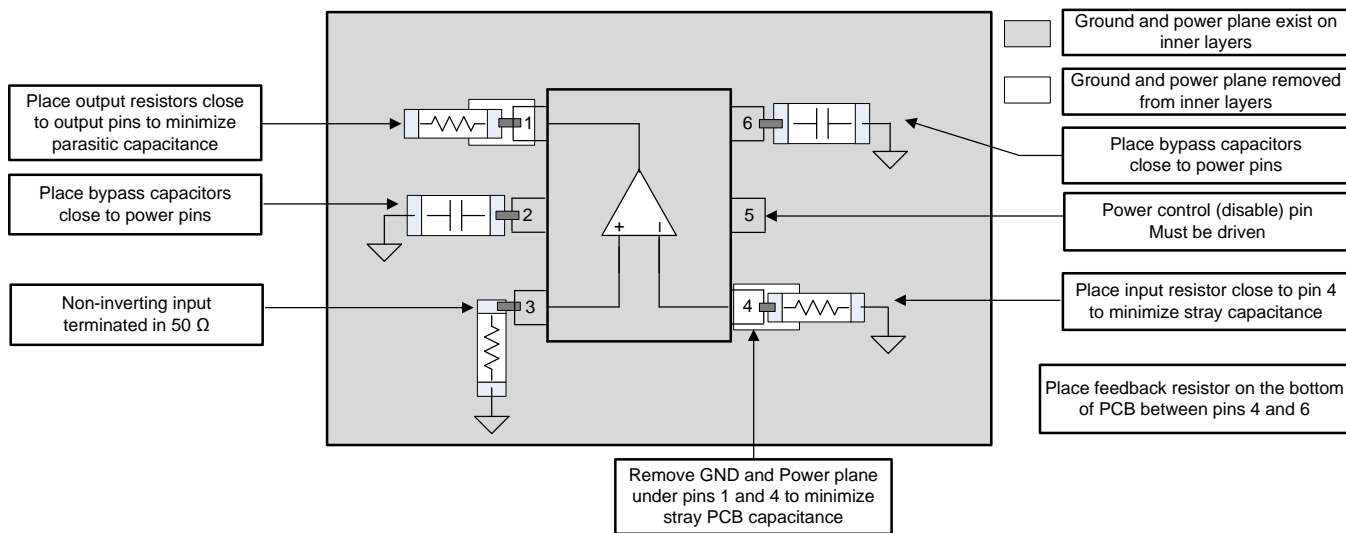 Ground and power plane exist on
inner layers
Ground and power plane removed
from inner layers
Place output resistors close
to output pins to minimize
parasitic capacitance
Place bypass capacitors
close to power pins
Non-inverting input
terminated in 50 Ω
1
2
3
+
–
6
5
4
Place bypass capacitors
close to power pins
Power control (disable) pin
Must be driven
Place input resistor close to pin 4
to minimize stray capacitance
Place feedback resistor on the bottom
of PCB between pins 4 and 6
Remove GND and Power plane
under pins 1 and 4 to minimize
stray PCB capacitance